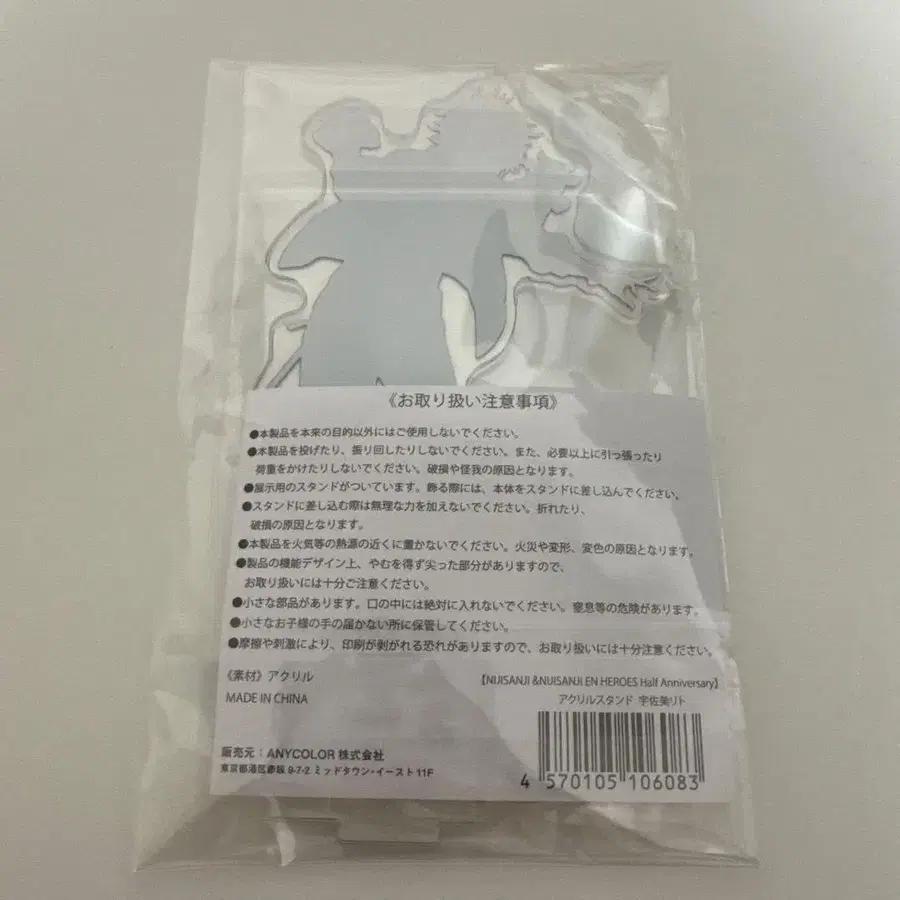 《お取り扱い注意事項》
●本製品を本来の目的以外にはご使用しないでください。
●本製品を投げたり、振り回したりしないでください。また、必要以上に引っ張ったり
荷重をかけたりしないでください。破損や怪我の原因となります。
●展示用のスタンドがついています。飾る際には、本体をスタンドに差し込んでください。
●スタンドに差し込む際は無理な力を加えないでください。折れたり、
破損の原因となります。
●本製品を火気等の熱源の近くに置かないでください。火災や変形、変色の原因となります。
●製品の機能デザイン上、やむを得ず尖った部分がありますので、
お取り扱いには十分ご注意ください。
●小さな部品があります。口の中には絶対に入れないでください。窒息等の危険があります。
●小さなお子様の手の届かない所に保管してください。
●摩擦や刺激により、印刷が剥がれる恐れがありますので、お取り扱いには十分注意ください。
《素材》アクリル
MADE IN CHINA
【NIJISANJI &NIJISANJI EN HEROES Half Anniversary】
アクリルスタンド 宇佐美リト
販売元：ANYCOLOR 株式会社
東京都港区赤坂 9-7-2 ミッドタウン・イースト 11F
4 570105 106083